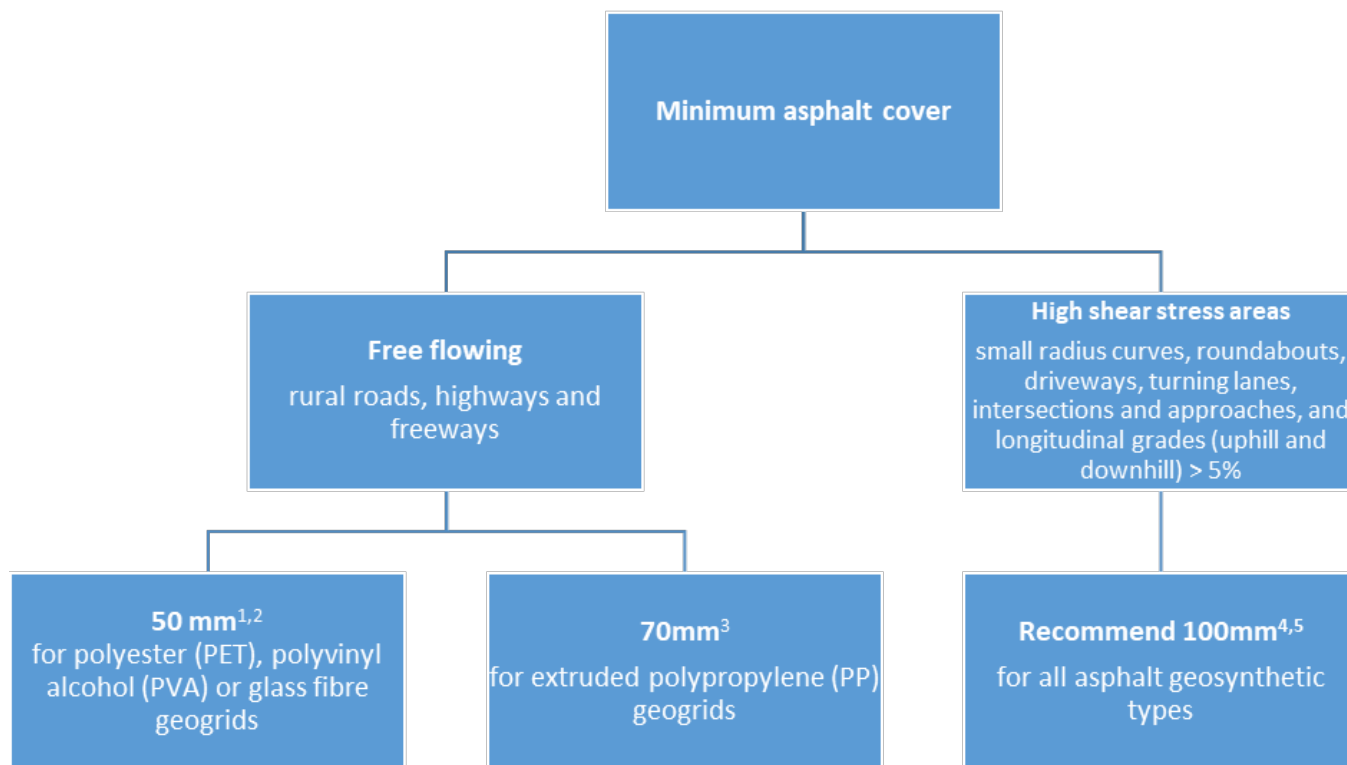 Minimum asphalt cover
Free flowing
rural roads, highways and
freeways
High shear stress areas
small radius curves, roundabouts,
driveways, turning lanes,
intersections and approaches, and
longitudinal grades (uphill and
downhill) > 5%
50 mm1,2
for polyester (PET), polyvinyl
alcohol (PVA) or glass fibre
geogrids
70mm3
for extruded polypropylene (PP)
geogrids
Recommend 100mm4,5
for all asphalt geosynthetic
types